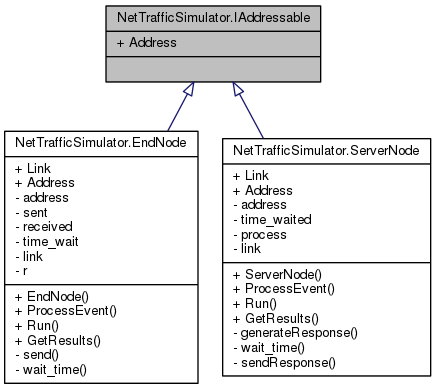 NetTrafficSimulator.IAddressable
+ Address
NetTrafficSimulator.EndNode
+ Link
+ Address
- address
- sent
- received
- time_wait
- link
- r
+ EndNode()
+ ProcessEvent()
+ Run()
+ GetResults()
- send()
- wait_time()
NetTrafficSimulator.ServerNode
+ Link
+ Address
- address
- time_waited
- process
- link
+ ServerNode()
+ ProcessEvent()
+ Run()
+ GetResults()
- generateResponse()
- wait_time()
- sendResponse()